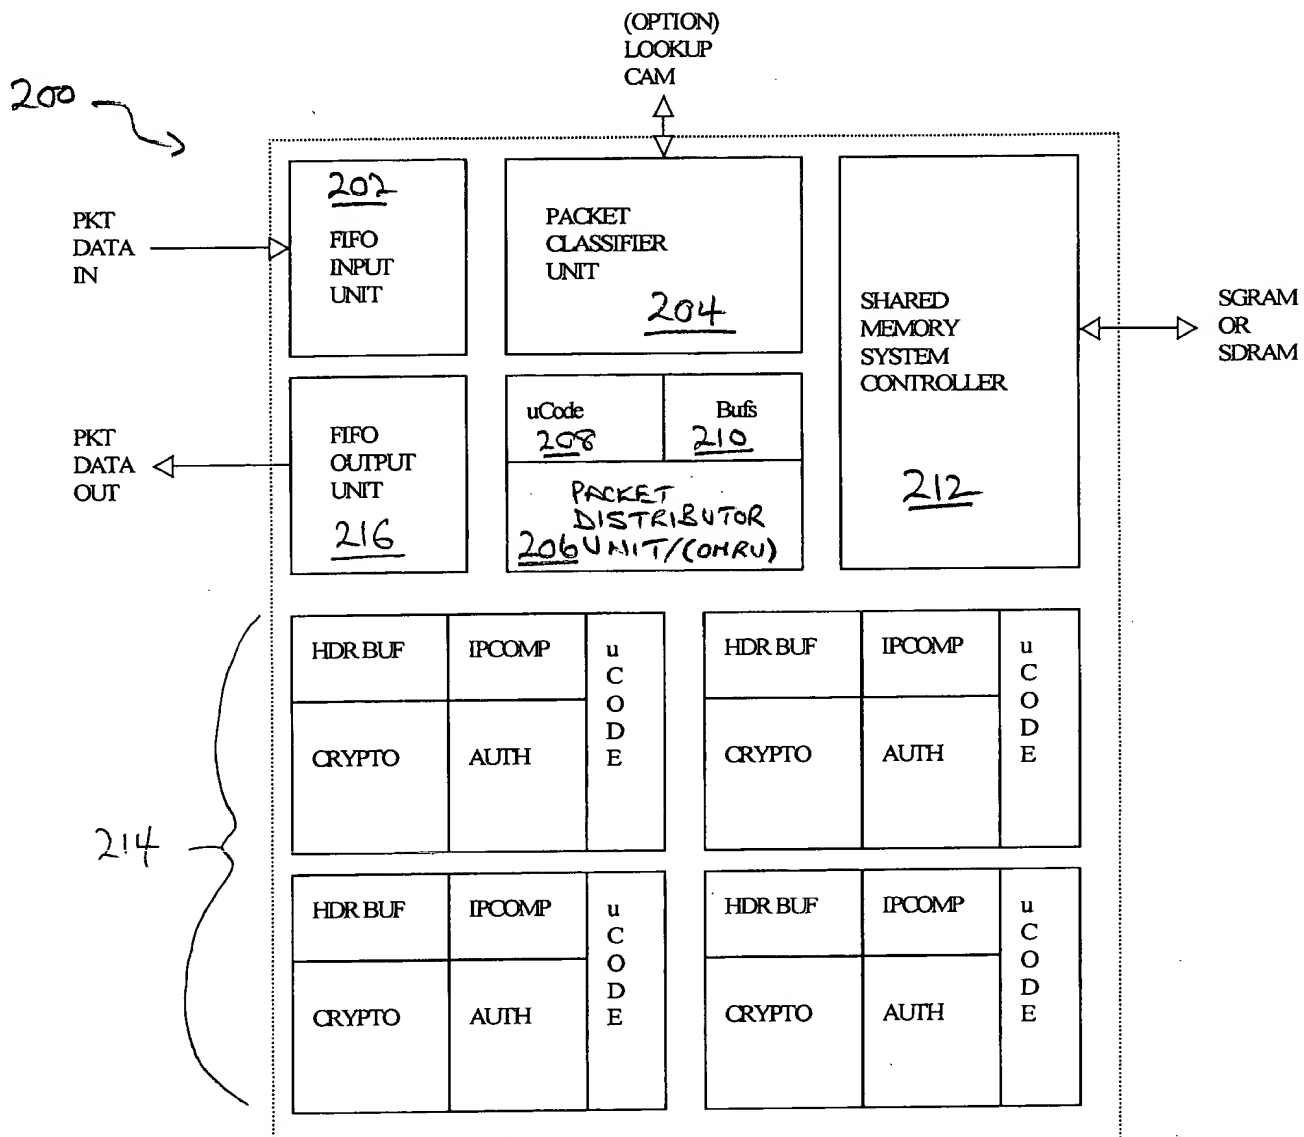 (OPTION)
LOOKUP
CAM
200
PKT
DATA
IN
202
FIFO
INPUT
UNIT
PACKET
CLASSIFIER
UNIT
204
SHARED
MEMORY
SYSTEM
CONTROLLER
212
SGRAM
OR
SDRAM
PKT
DATA
OUT
FIFO
OUTPUT
UNIT
216
uCode
208
Bufs
210
PACKET
DISTRIBUTOR
206 UNIT/(OHRU)
214
HDR BUF
IPCOMP
CRYPTO
AUTH
u
C
O
D
E
HDR BUF
IPCOMP
CRYPTO
AUTH
u
C
O
D
E
HDR BUF
IPCOMP
CRYPTO
AUTH
u
C
O
D
E
HDR BUF
IPCOMP
CRYPTO
AUTH
u
C
O
D
E